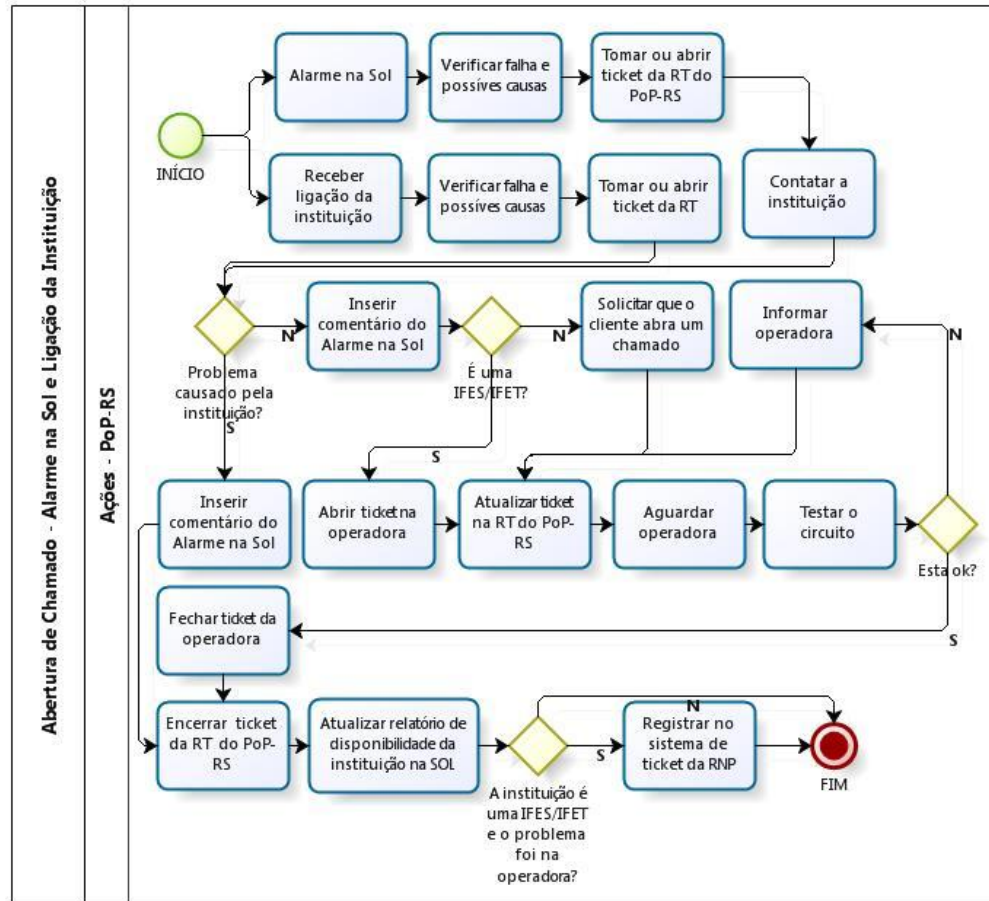 Abertura de Chamado - Alarme na Sol e Ligação da Instituição
Ações - PoP-RS
INÍCIO
Alarme na Sol
Verificar falha e
possíves causas
Tomar ou abrir
ticket da RT do
PoP-RS
Receber
ligação da
instituição
Verificar falha e
possíves causas
Tomar ou abrir
ticket da RT
Contatar a
instituição
Problema
causado pela
instituição?
N
S
Inserir
comentário do
Alarme na Sol
É uma
IFES/IFET?
N
S
Solicitar que o
cliente abra um
chamado
Informar
operadora
N
Inserir
comentário do
Alarme na Sol
Abrir ticket na
operadora
Atualizar ticket
na RT do PoP-
RS
Aguardar
operadora
Testar o
circuito
Esta ok?
S
Fechar ticket da
operadora
Encerrar ticket
da RT do PoP-
RS
Atualizar relatório de
disponibilidade da
instituição na SOL
A instituição é
uma IFES/IFET
e o problema
foi na
operadora?
N
S
Registrar no
sistema de
ticket da RNP
FIM